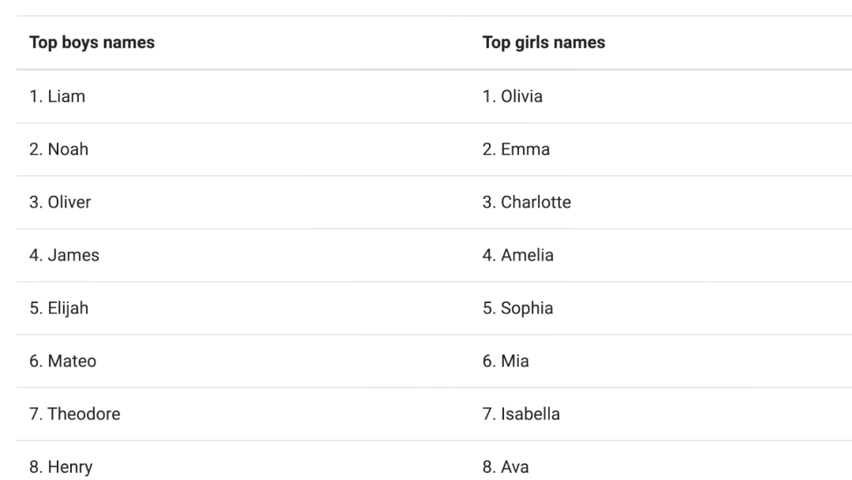 Top boys names Top girls names
1. Liam 1. Olivia
2. Noah 2. Emma
3. Oliver 3. Charlotte
4. James 4. Amelia
5. Elijah 5. Sophia
6. Mateo 6. Mia
7. Theodore 7. Isabella
8. Henry 8. Ava